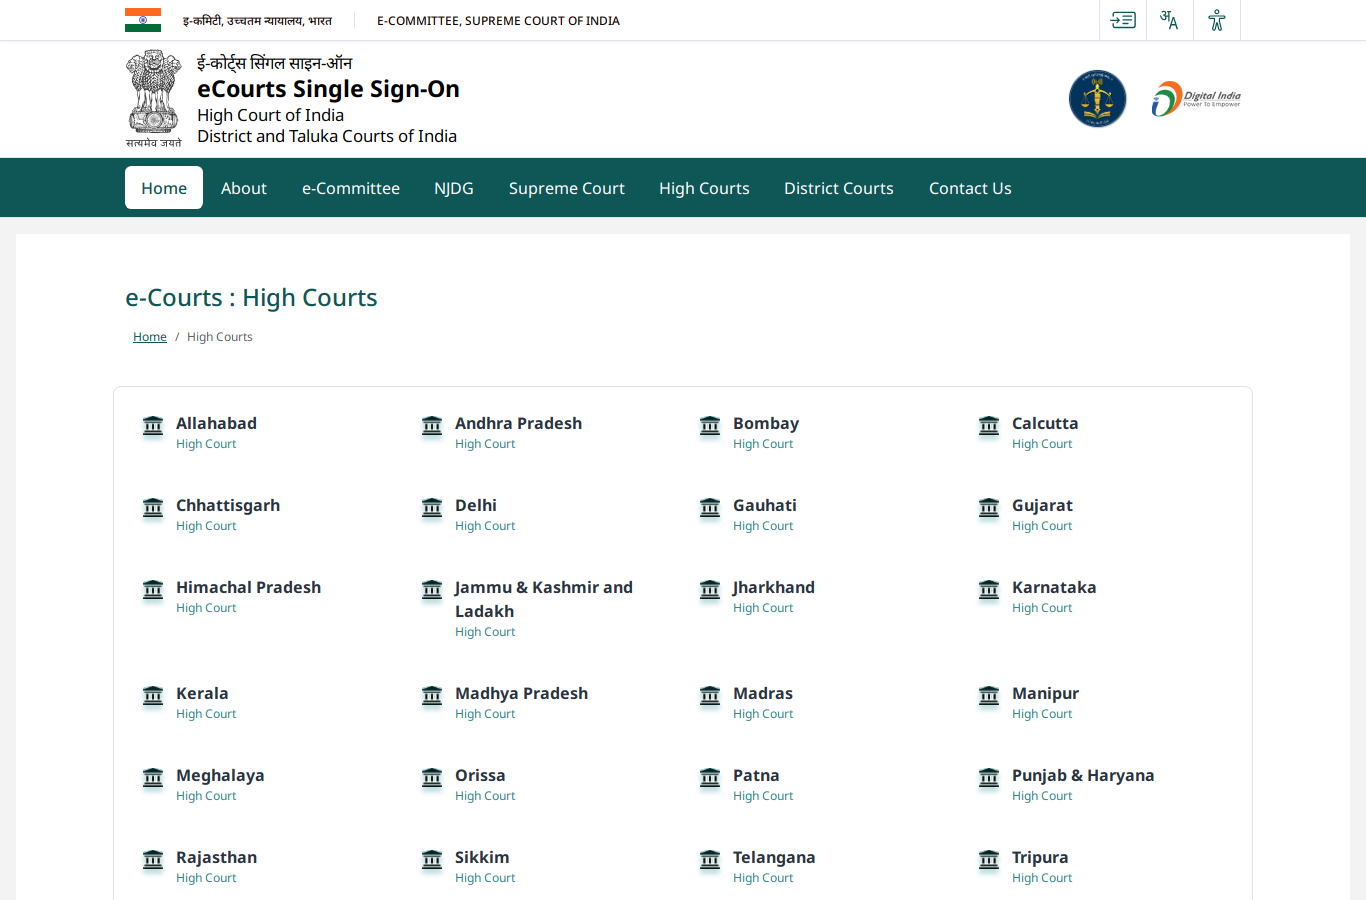 इ-कमिटी, उच्चतम न्यायालय, भारत
E-COMMITTEE, SUPREME COURT OF INDIA
अ A
ई-कोर्ट्स सिंगल साइन-ऑन
eCourts Single Sign-On
High Court of India
District and Taluka Courts of India
सत्यमेव जयते
Digital India
Power To Empower
Home About e-Committee NJDG Supreme Court High Courts District Courts Contact Us
e-Courts : High Courts
Home / High Courts
Allahabad Andhra Pradesh Bombay Calcutta
High Court High Court High Court High Court
Chhattisgarh Delhi Gauhati Gujarat
High Court High Court High Court High Court
Himachal Pradesh Jammu & Kashmir and Jharkhand Karnataka
High Court Ladakh High Court High Court
High Court
Kerala Madhya Pradesh Madras Manipur
High Court High Court High Court High Court
Meghalaya Orissa Patna Punjab & Haryana
High Court High Court High Court High Court
Rajasthan Sikkim Telangana Tripura
High Court High Court High Court High Court